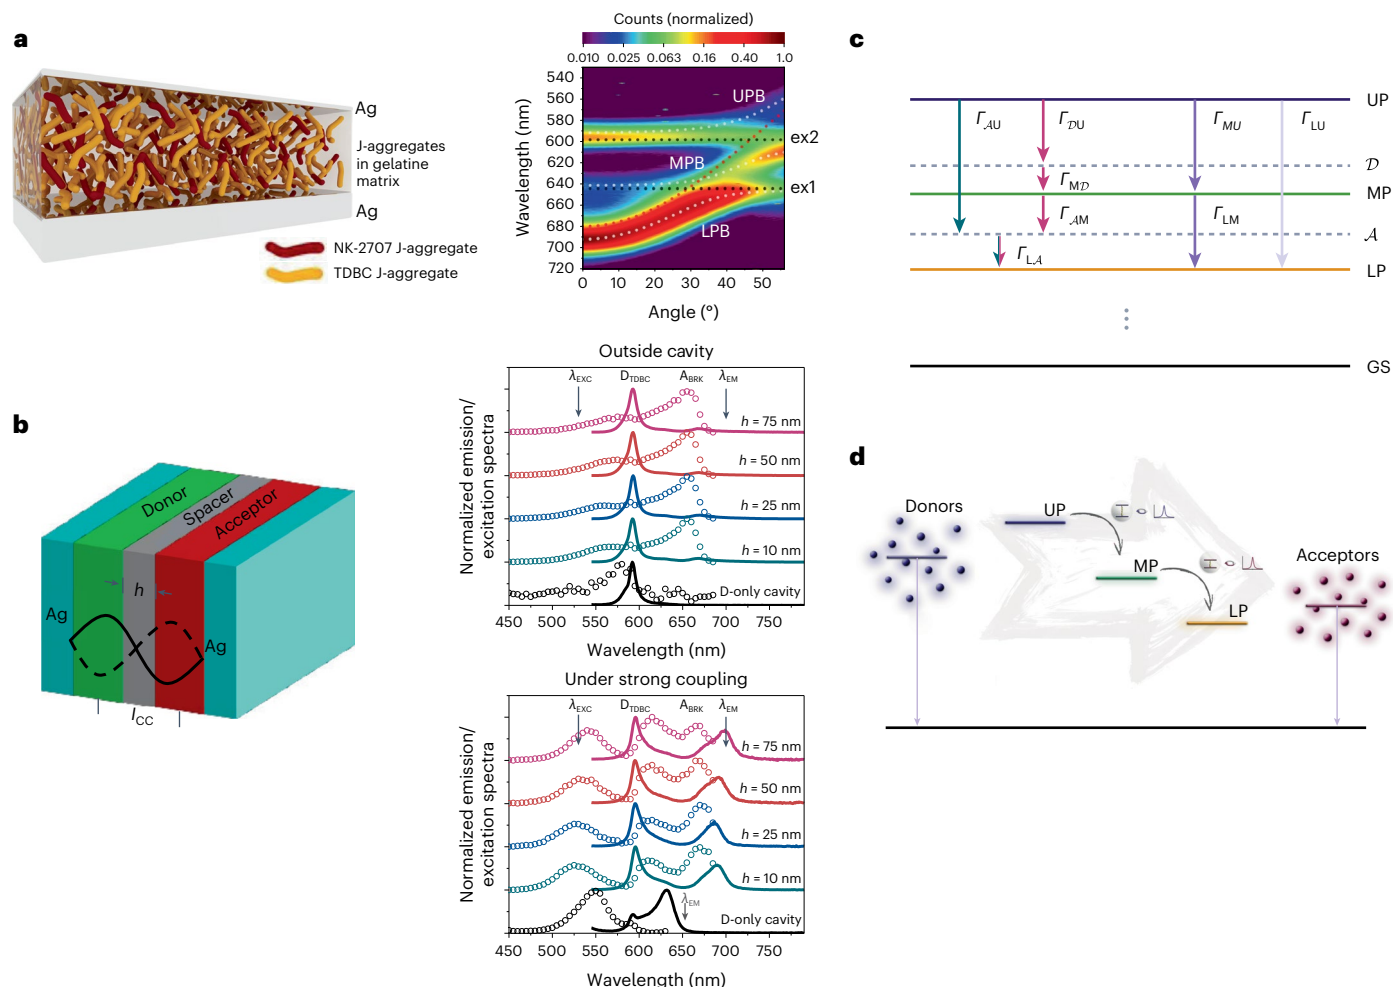 a
Ag
J-aggregates
in gelatine
matrix
Ag
NK-2707 J-aggregate
TDBC J-aggregate
Counts (normalized)
0.010 0.025 0.063 0.16 0.40 1.0
Wavelength (nm)
540
560
580
600
620
640
660
680
700
720
UPB
ex2
MPB
ex1
LPB
0 10 20 30 40 50
Angle (°)
c
UP
Γ𝒜U
Γ𝒟U
ΓMU
ΓLU
𝒟
ΓM𝒟
MP
Γ𝒜M
ΓLM
𝒜
ΓL𝒜
LP
GS
b
Donor
Spacer
Acceptor
h
Ag
Ag
lCC
Outside cavity
Normalized emission/
excitation spectra
λEXC DTDBC ABRK λEM
h = 75 nm
h = 50 nm
h = 25 nm
h = 10 nm
D-only cavity
450 500 550 600 650 700 750
Wavelength (nm)
Under strong coupling
Normalized emission/
excitation spectra
λEXC DTDBC ABRK λEM
h = 75 nm
h = 50 nm
h = 25 nm
h = 10 nm
λEM
D-only cavity
450 500 550 600 650 700 750
Wavelength (nm)
d
Donors
UP
MP
LP
Acceptors